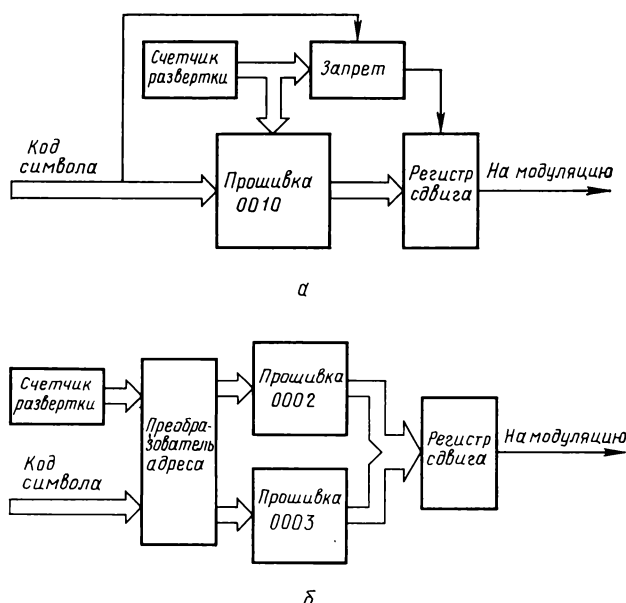 Счетчик
развертки
Запрет
Код
символа
Прошивка
0010
Регистр
сдвига
На модуляцию
а
Счетчик
развертки
Код
символа
Преобра-
зователь
адреса
Прошивка
0002
Прошивка
0003
Регистр
сдвига
На модуляцию
б